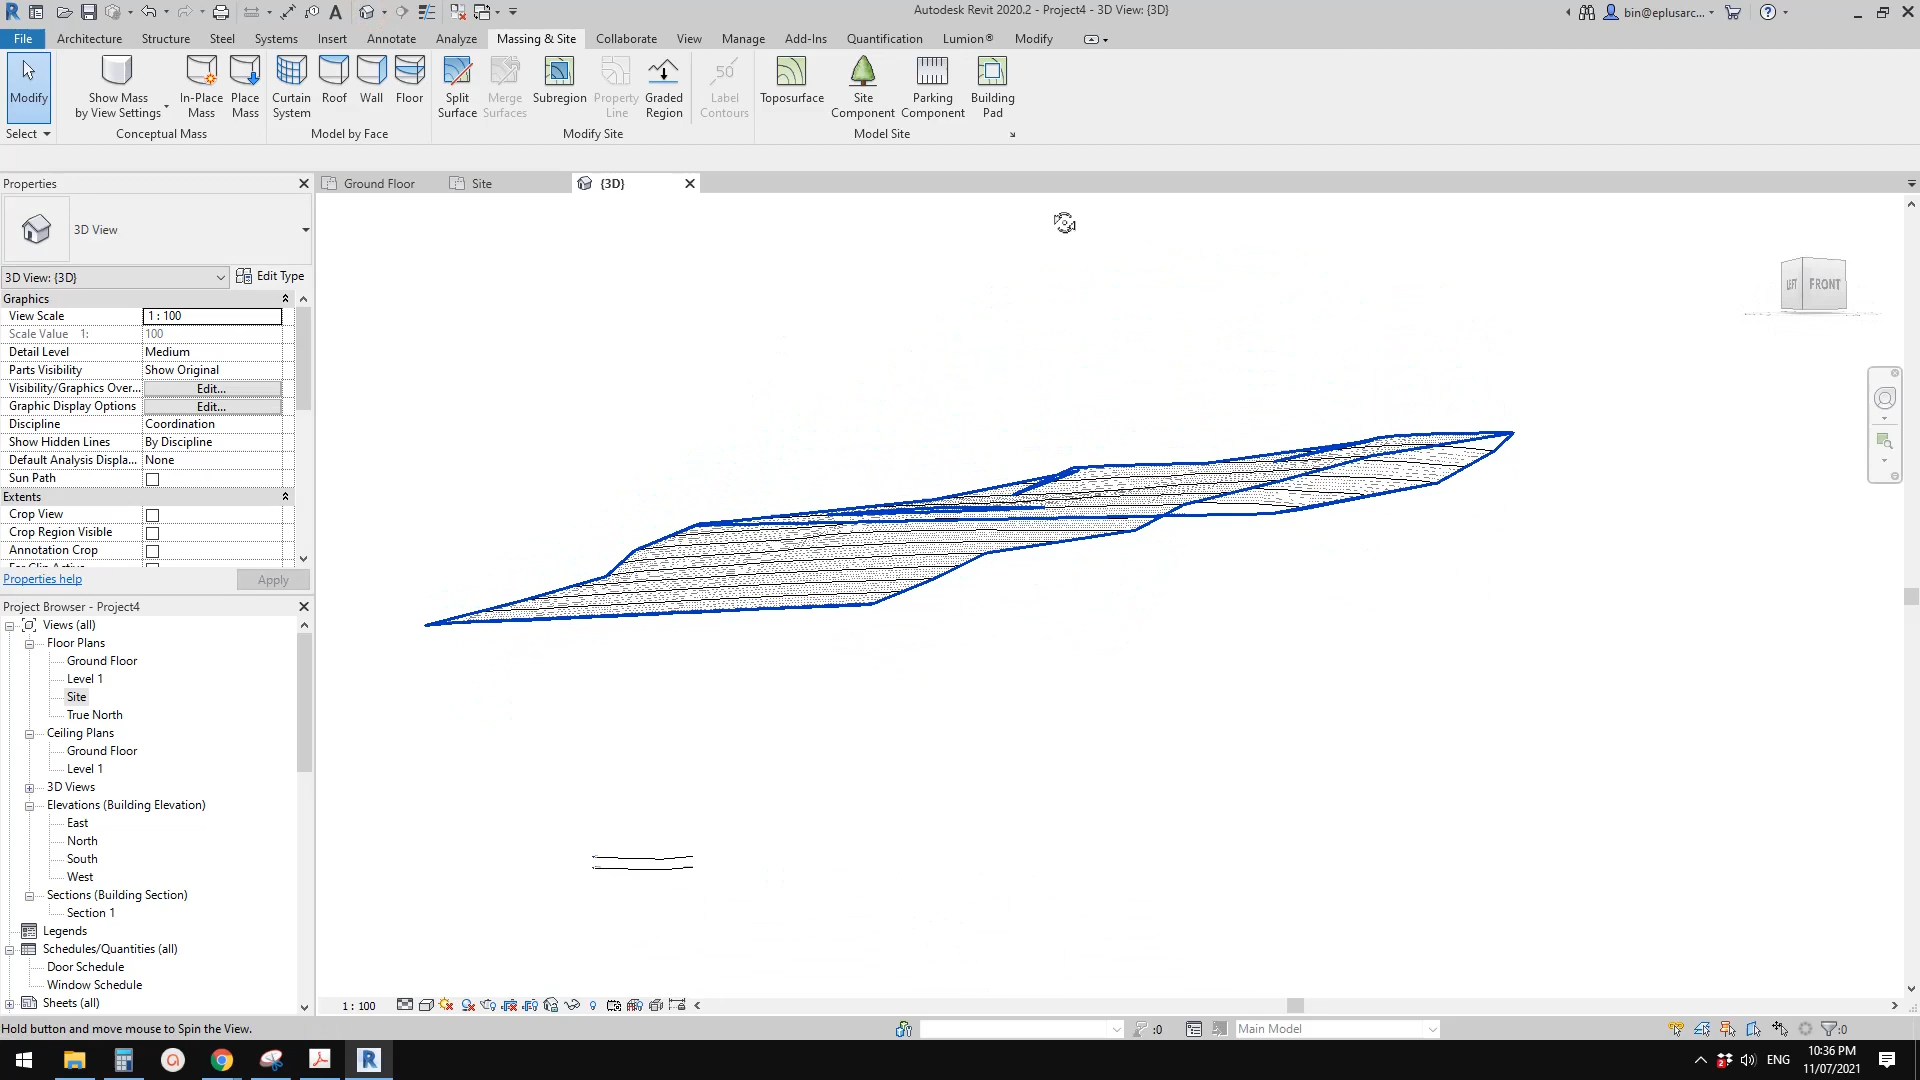 Autodesk Revit 2020.2 - Project4 - 3D View: {3D}
bin@eplusarc...
File Architecture Structure Steel Systems Insert Annotate Analyze Massing & Site Collaborate View Manage Add-Ins Quantification Lumion® Modify
Modify
Show Mass
by View Settings
In-Place
Mass
Place
Mass
Curtain
System
Roof
Wall
Floor
Split
Surface
Merge
Surfaces
Subregion
Property
Line
Graded
Region
50
Label
Contours
Toposurface
Site
Component
Parking
Component
Building
Pad
Select Conceptual Mass Model by Face Modify Site Model Site
Properties
Ground Floor Site {3D}
3D View
3D View: {3D} Edit Type
Graphics
View Scale 1 : 100
Scale Value 1: 100
Detail Level Medium
Parts Visibility Show Original
Visibility/Graphics Over... Edit...
Graphic Display Options Edit...
Discipline Coordination
Show Hidden Lines By Discipline
Default Analysis Displa... None
Sun Path
Extents
Crop View
Crop Region Visible
Annotation Crop
Properties help Apply
LEFT FRONT
Project Browser - Project4
Views (all)
Floor Plans
Ground Floor
Level 1
Site
True North
Ceiling Plans
Ground Floor
Level 1
3D Views
Elevations (Building Elevation)
East
North
South
West
Sections (Building Section)
Section 1
Legends
Schedules/Quantities (all)
Door Schedule
Window Schedule
Sheets (all)
1 : 100
Hold button and move mouse to Spin the View.
:0
Main Model
:0
ENG
10:36 PM
11/07/2021